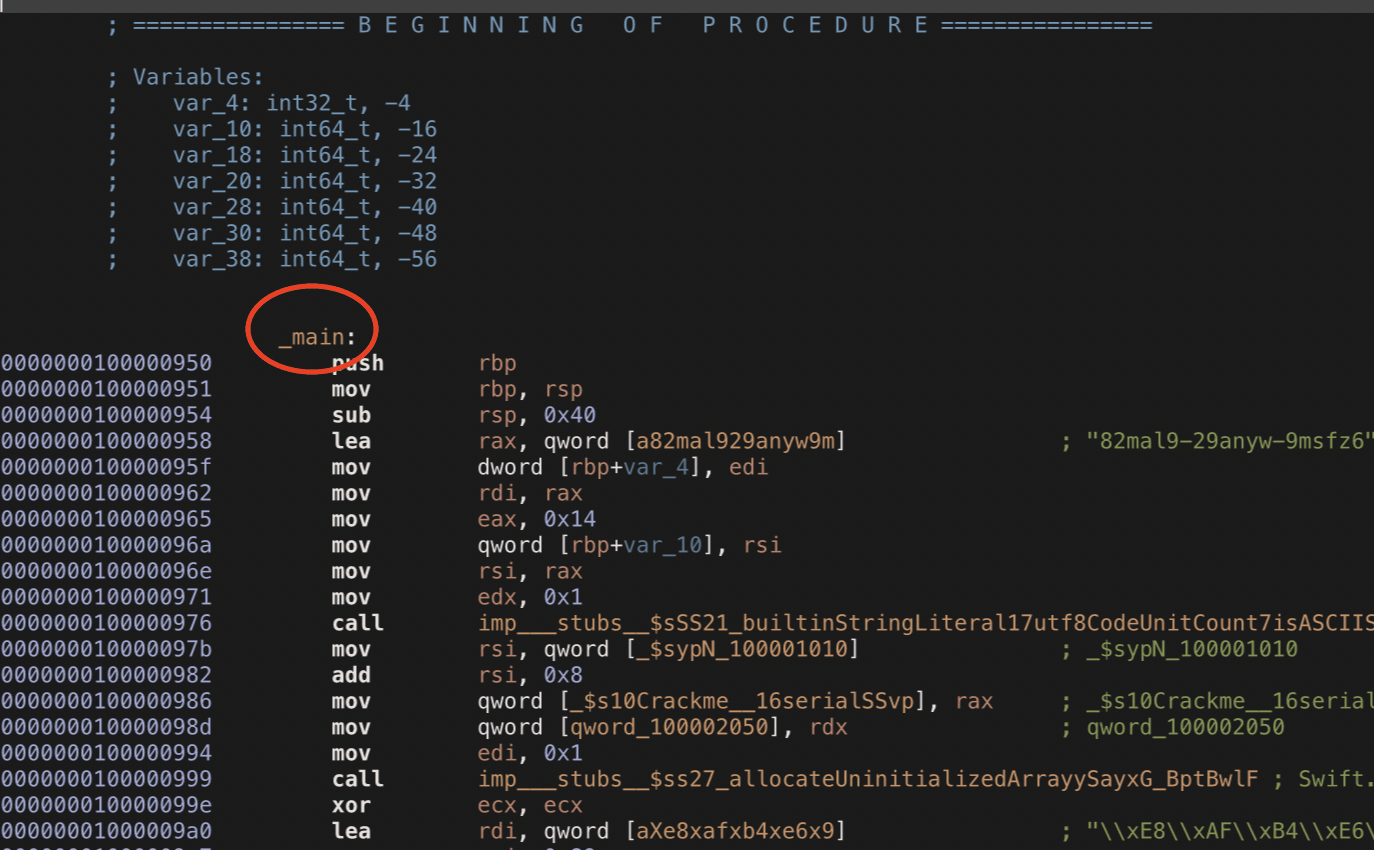 ; ================ B E G I N N I N G   O F   P R O C E D U R E ================
; Variables:
;    var_4: int32_t, -4
;    var_10: int64_t, -16
;    var_18: int64_t, -24
;    var_20: int64_t, -32
;    var_28: int64_t, -40
;    var_30: int64_t, -48
;    var_38: int64_t, -56
_main:
0000000100000950 push rbp
0000000100000951 mov rbp, rsp
0000000100000954 sub rsp, 0x40
0000000100000958 lea rax, qword [a82mal929anyw9m] ; "82mal9-29anyw-9msfz6"
000000010000095f mov dword [rbp+var_4], edi
0000000100000962 mov rdi, rax
0000000100000965 mov eax, 0x14
000000010000096a mov qword [rbp+var_10], rsi
000000010000096e mov rsi, rax
0000000100000971 mov edx, 0x1
0000000100000976 call imp___stubs__$sSS21_builtinStringLiteral17utf8CodeUnitCount7isASCIIS
000000010000097b mov rsi, qword [_$sypN_100001010] ; _$sypN_100001010
0000000100000982 add rsi, 0x8
0000000100000986 mov qword [_$s10Crackme__16serialSSvp], rax ; _$s10Crackme__16serial
000000010000098d mov qword [qword_100002050], rdx ; qword_100002050
0000000100000994 mov edi, 0x1
0000000100000999 call imp___stubs__$ss27_allocateUninitializedArrayySayxG_BptBwlF ; Swift.
000000010000099e xor ecx, ecx
00000001000009a0 lea rdi, qword [aXe8xafxb4xe6x9] ; "\\xE8\\xAF\\xB4\\xE6\